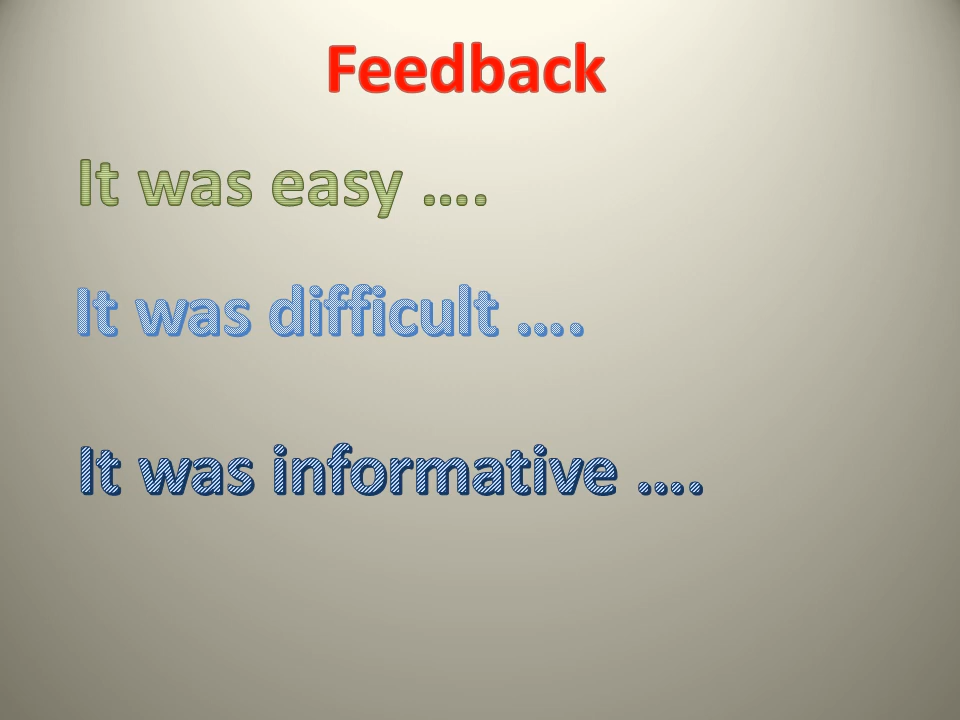 Feedback
It was easy ….
It was difficult ….
It was informative ….